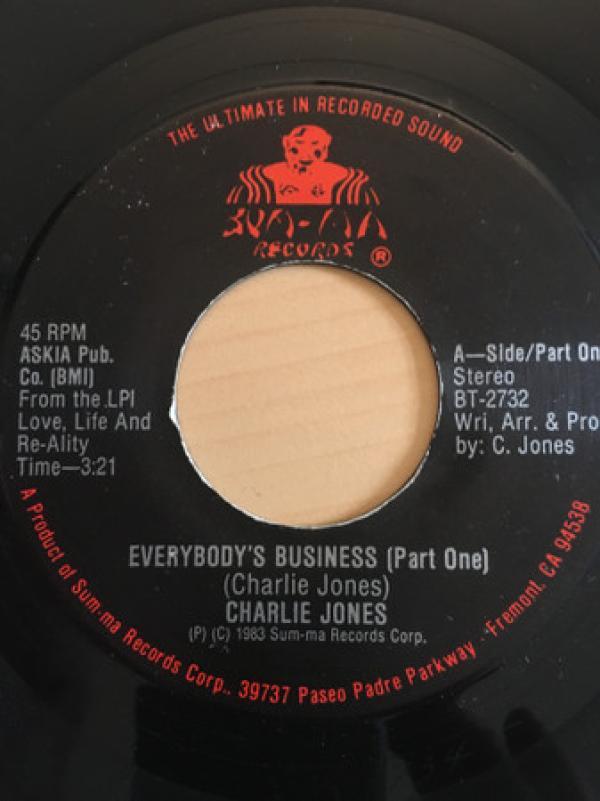 THE ULTIMATE IN RECORDED SOUND
SUM-MA
RECORDS ®
45 RPM
ASKIA Pub.
Co. (BMI)
From the LPI
Love, Life And
Re-Ality
Time—3:21
A—Side/Part On
Stereo
BT-2732
Wri, Arr. & Pro
by: C. Jones
EVERYBODY'S BUSINESS (Part One)
(Charlie Jones)
CHARLIE JONES
(P) (C) 1983 Sum-ma Records Corp.
A Product of Sum-ma Records Corp.. 39737 Paseo Padre Parkway - Fremont, CA 94538